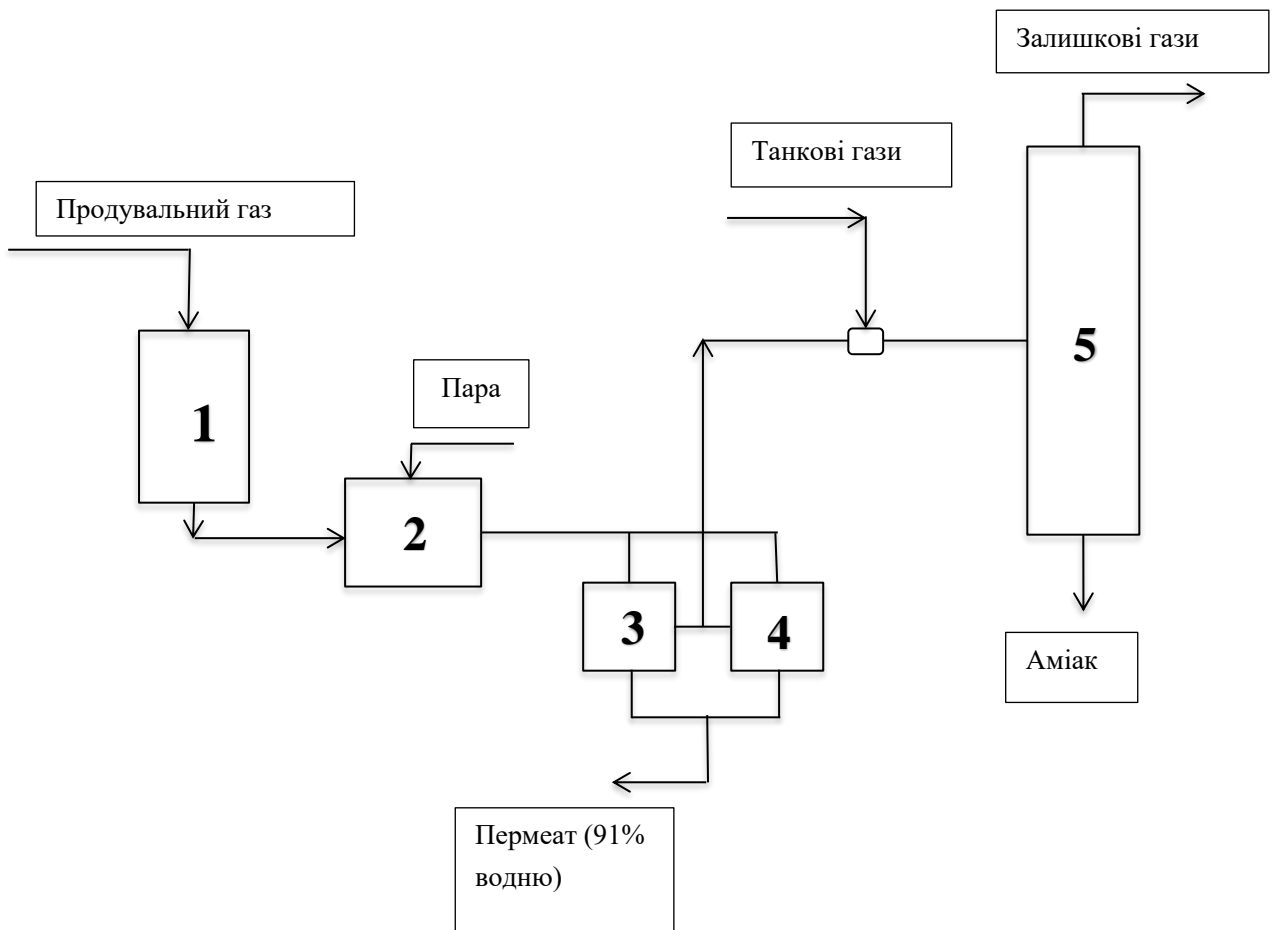 Залишкові гази
Танкові гази
Продувальний газ
5
Пара
1
2
3
4
Аміак
Пермеат (91%
водню)